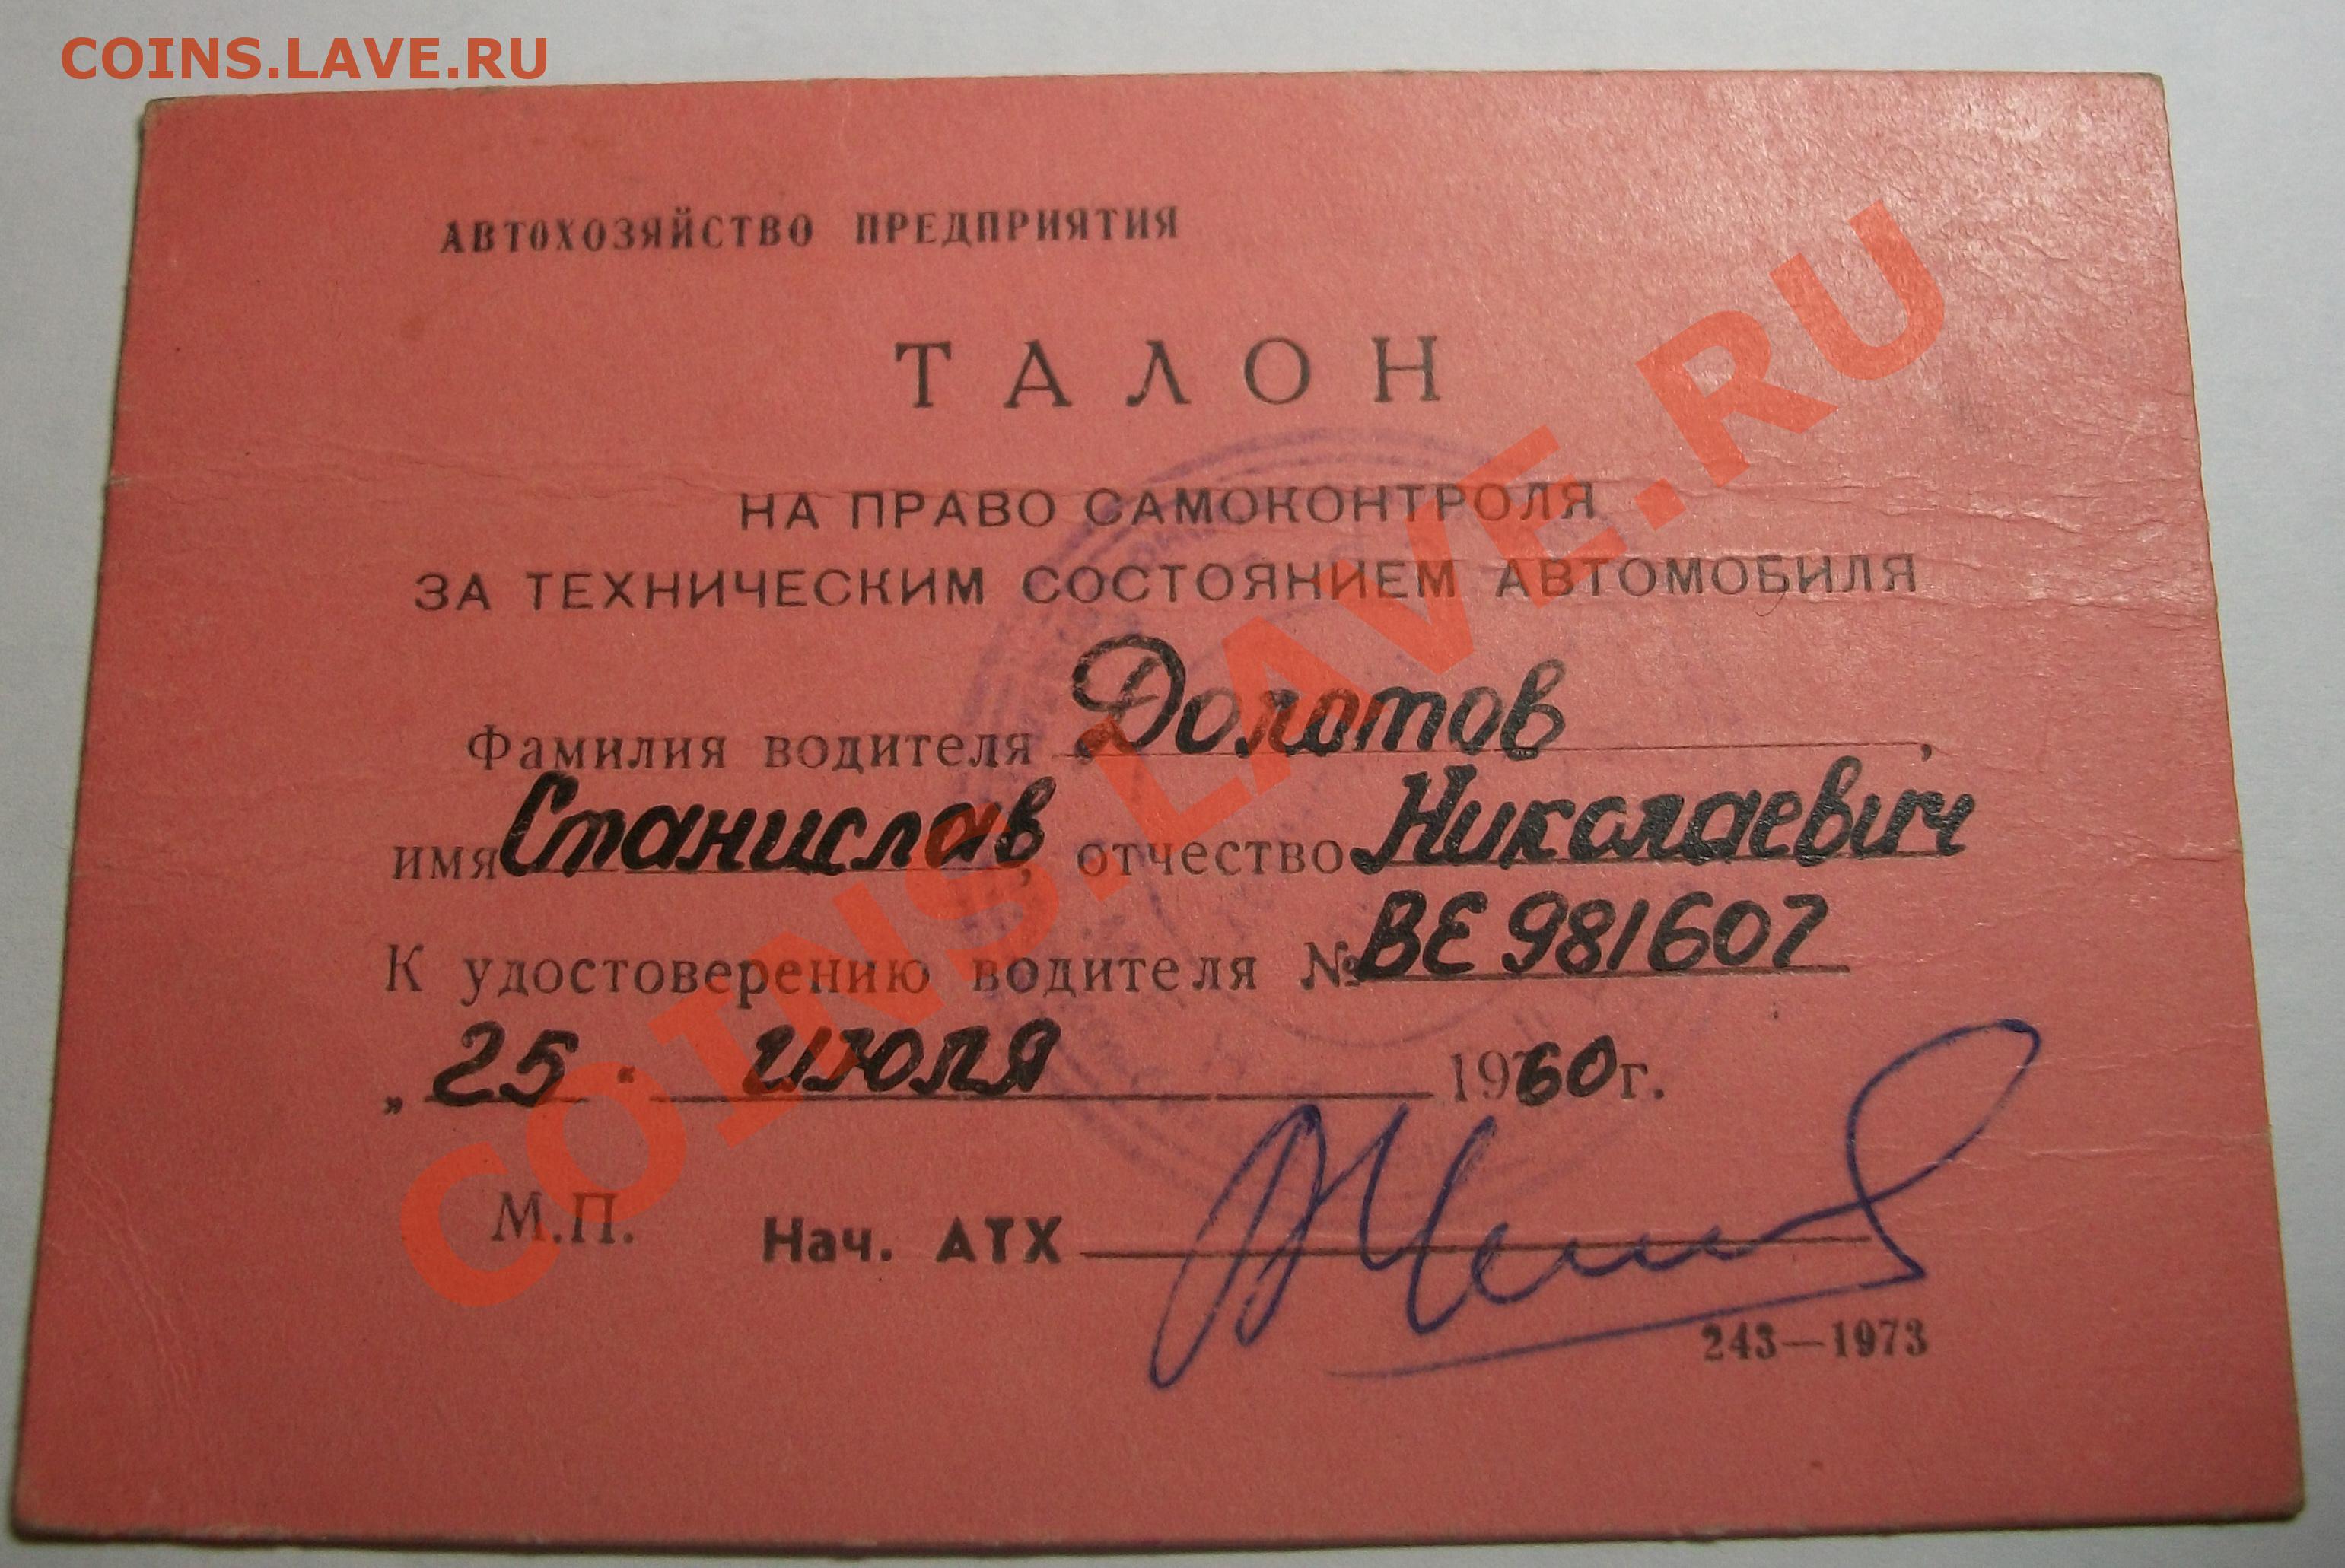 COINS.LAVE.RU
АВТОХОЗЯЙСТВО ПРЕДПРИЯТИЯ
ТАЛОН
НА ПРАВО САМОКОНТРОЛЯ
ЗА ТЕХНИЧЕСКИМ СОСТОЯНИЕМ АВТОМОБИЛЯ
Фамилия водителя Долотов,
имя Станислав, отчество Николаевич
К удостоверению водителя № ВЕ 981607
„25" июля 1960 г.
М.П. Нач. АТХ
243—1973
COINS.LAVE.RU